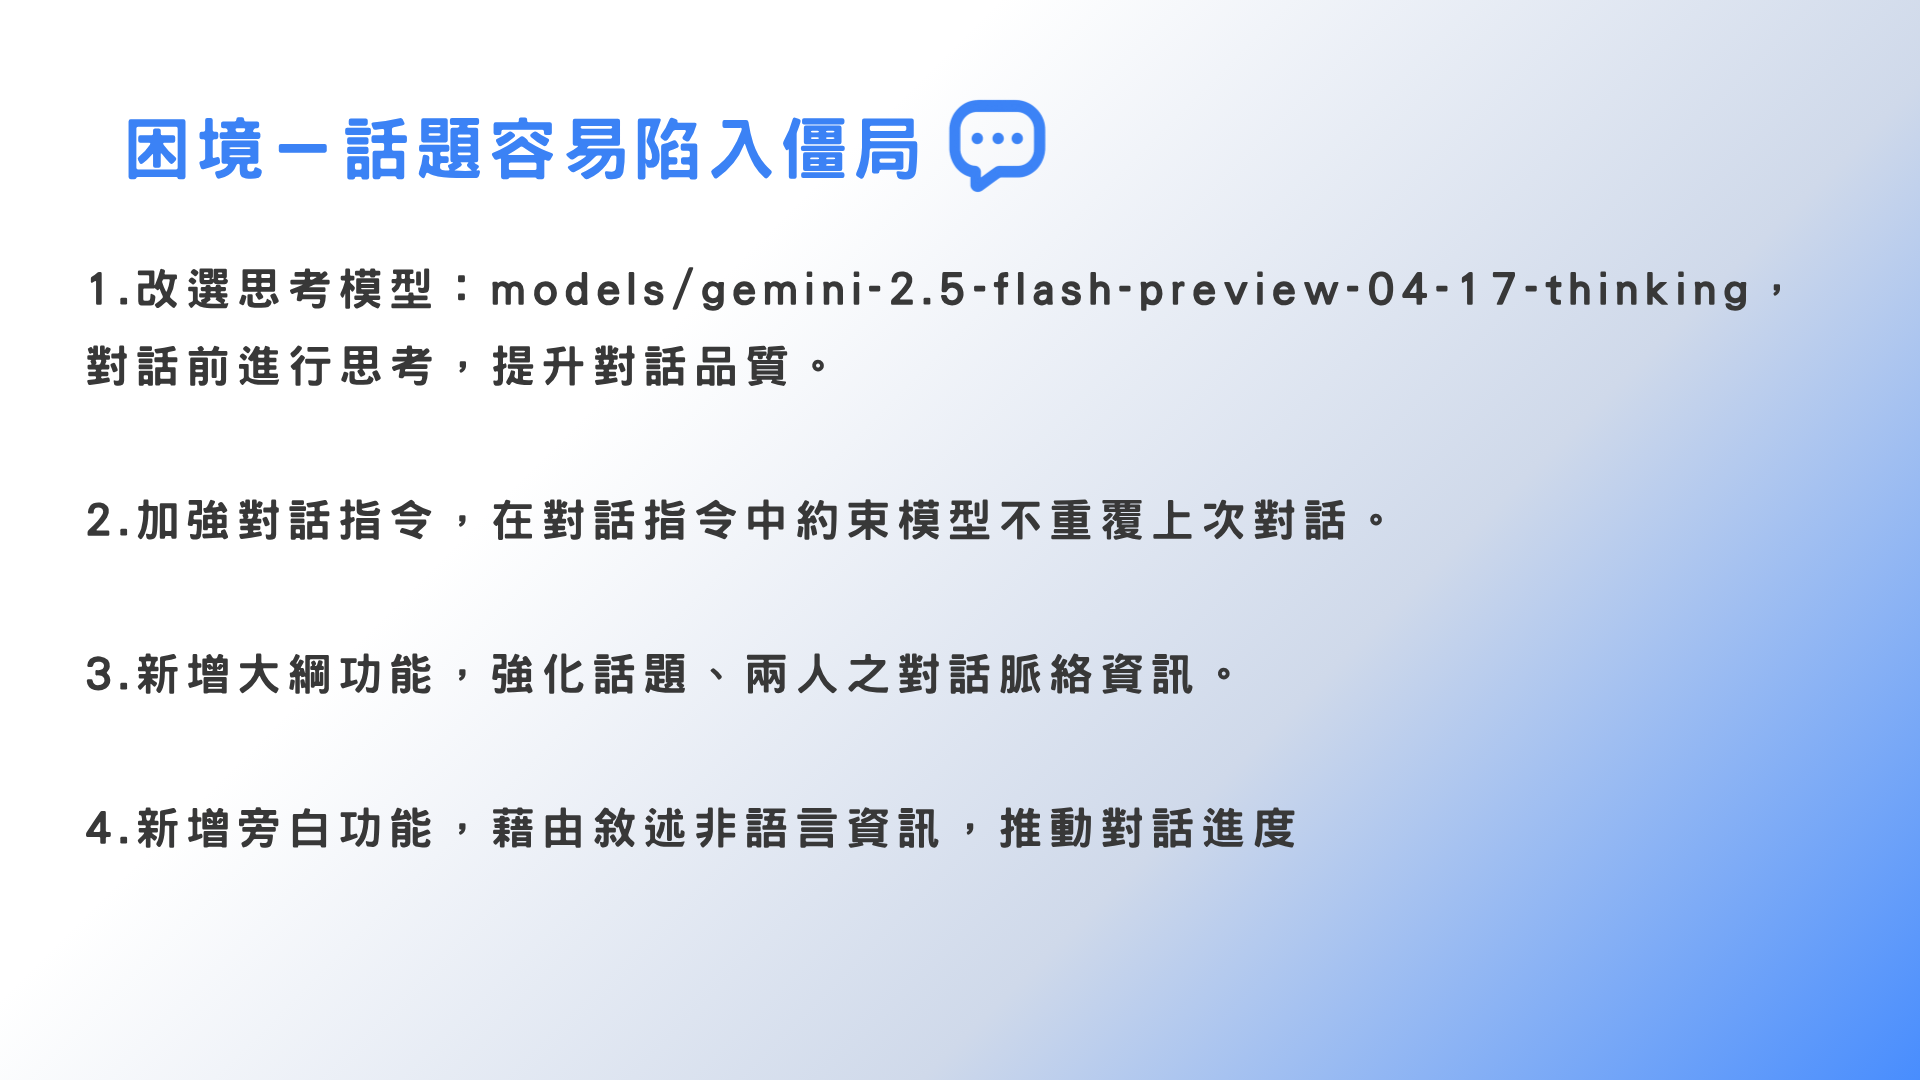 困境－話題容易陷入僵局
1.改選思考模型：models/gemini-2.5-flash-preview-04-17-thinking，
對話前進行思考，提升對話品質。
2.加強對話指令，在對話指令中約束模型不重覆上次對話。
3.新增大綱功能，強化話題、兩人之對話脈絡資訊。
4.新增旁白功能，藉由敘述非語言資訊，推動對話進度